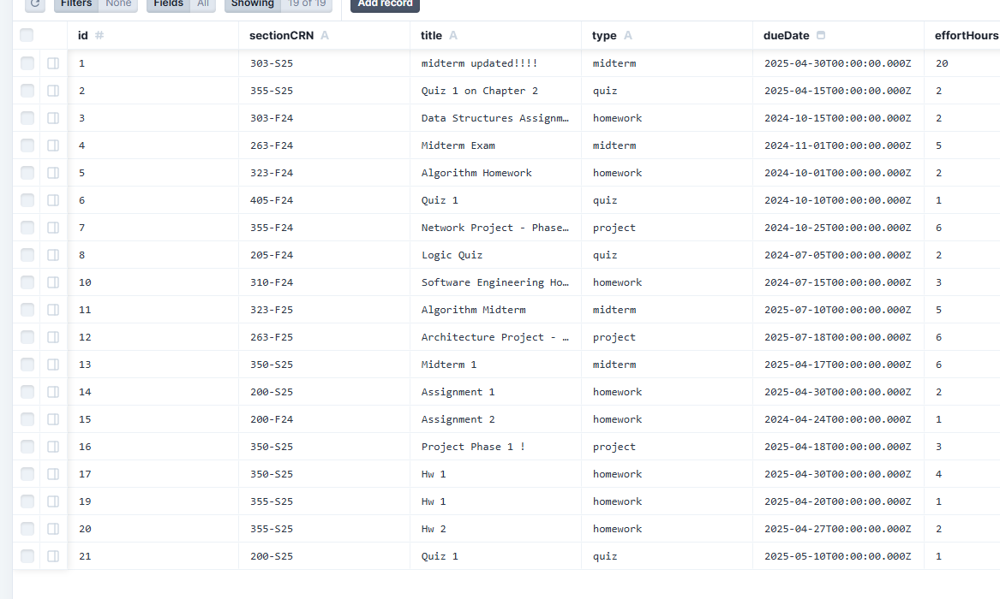 Filters None Fields All Showing 19 of 19 Add record
id # sectionCRN A title A type A dueDate effortHours
1 303-S25 midterm updated!!!! midterm 2025-04-30T00:00:00.000Z 20
2 355-S25 Quiz 1 on Chapter 2 quiz 2025-04-15T00:00:00.000Z 2
3 303-F24 Data Structures Assignm… homework 2024-10-15T00:00:00.000Z 2
4 263-F24 Midterm Exam midterm 2024-11-01T00:00:00.000Z 5
5 323-F24 Algorithm Homework homework 2024-10-01T00:00:00.000Z 2
6 405-F24 Quiz 1 quiz 2024-10-10T00:00:00.000Z 1
7 355-F24 Network Project - Phase… project 2024-10-25T00:00:00.000Z 6
8 205-F24 Logic Quiz quiz 2024-07-05T00:00:00.000Z 2
10 310-F24 Software Engineering Ho… homework 2024-07-15T00:00:00.000Z 3
11 323-F25 Algorithm Midterm midterm 2025-07-10T00:00:00.000Z 5
12 263-F25 Architecture Project - … project 2025-07-18T00:00:00.000Z 6
13 350-S25 Midterm 1 midterm 2025-04-17T00:00:00.000Z 6
14 200-S25 Assignment 1 homework 2025-04-30T00:00:00.000Z 2
15 200-F24 Assignment 2 homework 2024-04-24T00:00:00.000Z 1
16 350-S25 Project Phase 1 ! project 2025-04-18T00:00:00.000Z 3
17 350-S25 Hw 1 homework 2025-04-30T00:00:00.000Z 4
19 355-S25 Hw 1 homework 2025-04-20T00:00:00.000Z 1
20 355-S25 Hw 2 homework 2025-04-27T00:00:00.000Z 2
21 200-S25 Quiz 1 quiz 2025-05-10T00:00:00.000Z 1